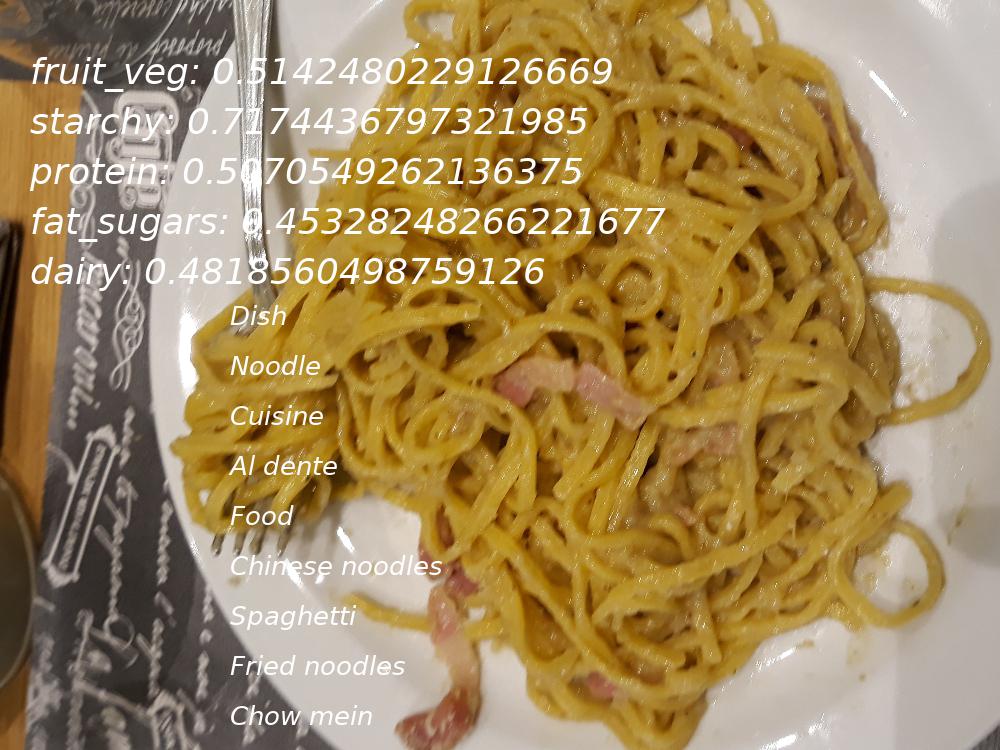 fruit_veg: 0.5142480229126669
starchy: 0.7174436797321985
protein: 0.5070549262136375
fat_sugars: 0.45328248266221677
dairy: 0.4818560498759126
Dish
Noodle
Cuisine
Al dente
Food
Chinese noodles
Spaghetti
Fried noodles
Chow mein